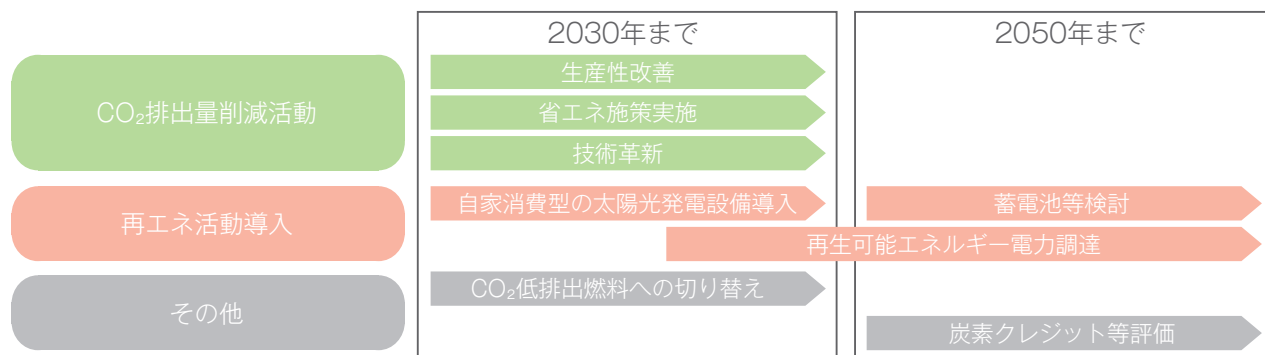 2030年まで
2050年まで
CO₂排出量削減活動
生産性改善
省エネ施策実施
技術革新
再エネ活動導入
自家消費型の太陽光発電設備導入
蓄電池等検討
再生可能エネルギー電力調達
その他
CO₂低排出燃料への切り替え
炭素クレジット等評価